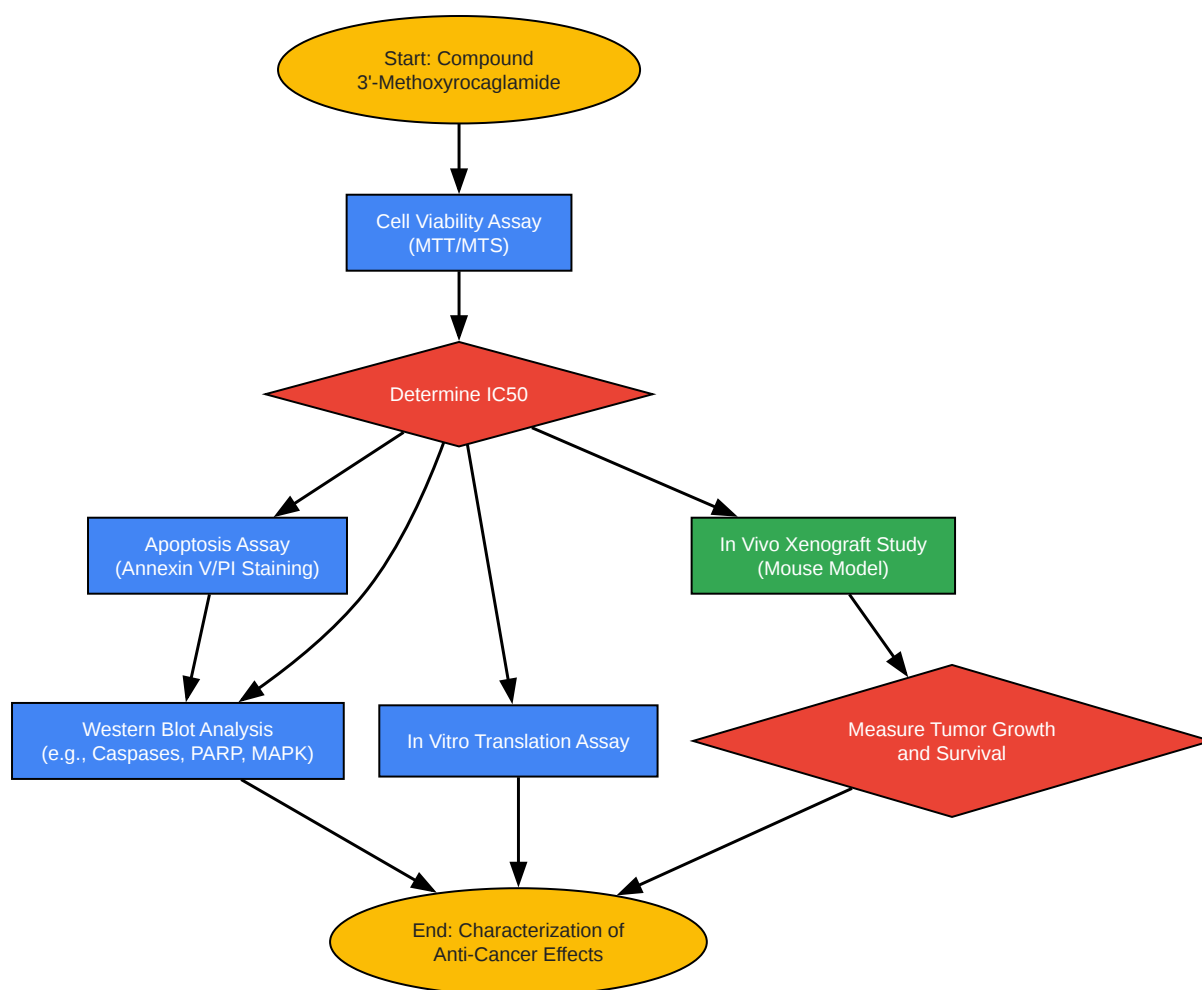 Start: Compound
3'-Methoxyrocaglamide
Cell Viability Assay
(MTT/MTS)
Determine IC50
Apoptosis Assay
(Annexin V/PI Staining)
In Vivo Xenograft Study
(Mouse Model)
Western Blot Analysis
(e.g., Caspases, PARP, MAPK)
In Vitro Translation Assay
Measure Tumor Growth
and Survival
End: Characterization of
Anti-Cancer Effects